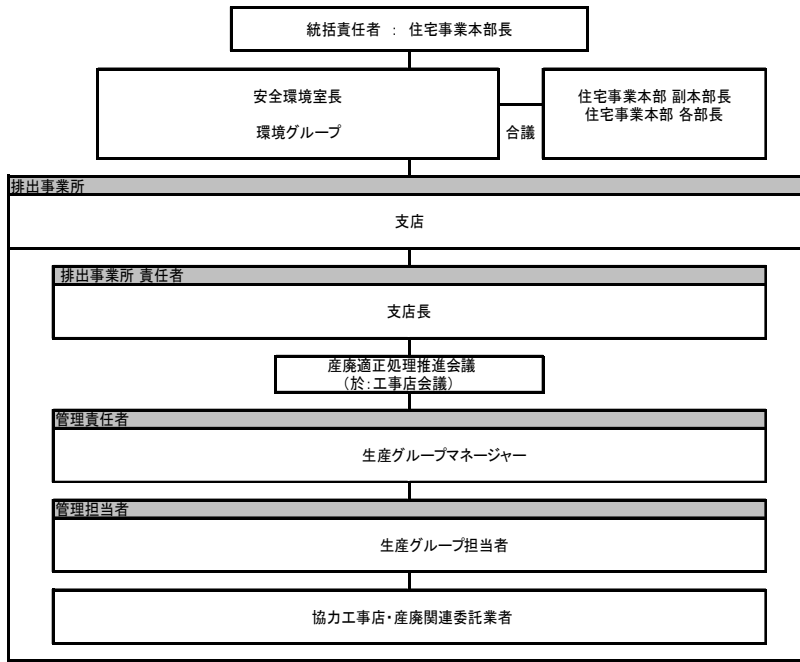 統括責任者 ： 住宅事業本部長
安全環境室長
環境グループ
合議
住宅事業本部 副本部長
住宅事業本部 各部長
排出事業所
支店
排出事業所 責任者
支店長
産廃適正処理推進会議
（於：工事店会議）
管理責任者
生産グループマネージャー
管理担当者
生産グループ担当者
協力工事店・産廃関連委託業者